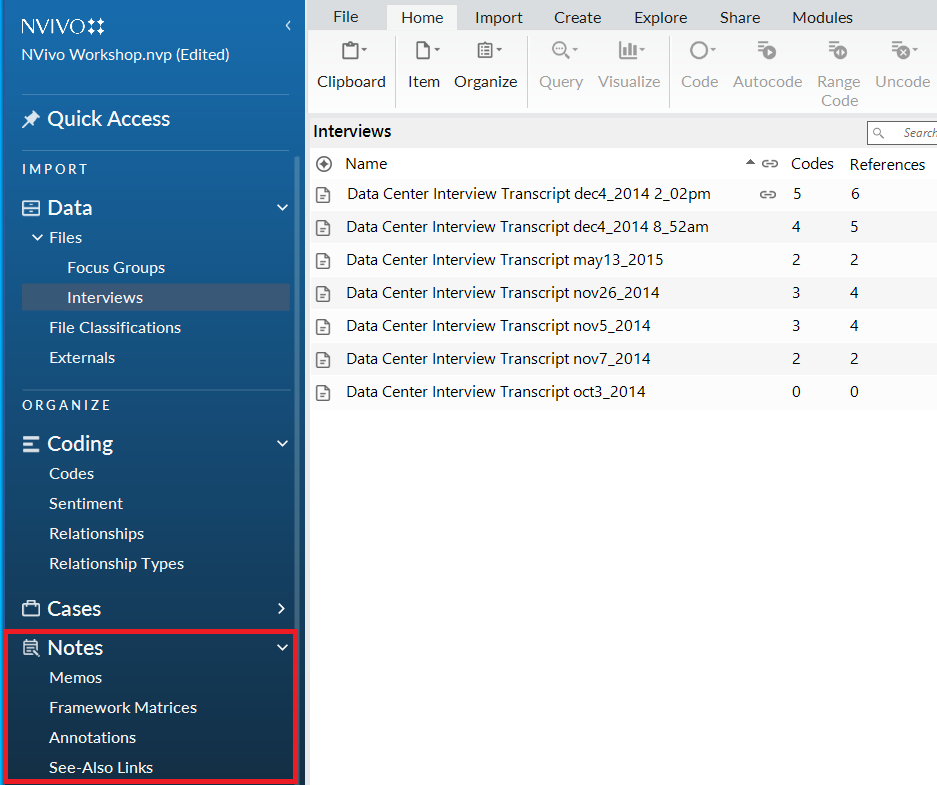 NVIVO
NVivo Workshop.nvp (Edited)
Quick Access
IMPORT
Data
Files
Focus Groups
Interviews
File Classifications
Externals
ORGANIZE
Coding
Codes
Sentiment
Relationships
Relationship Types
Cases
Notes
Memos
Framework Matrices
Annotations
See-Also Links
File Home Import Create Explore Share Modules
Clipboard Item Organize Query Visualize Code Autocode Range Code Uncode
Interviews
Search
Name Codes References
Data Center Interview Transcript dec4_2014 2_02pm 5 6
Data Center Interview Transcript dec4_2014 8_52am 4 5
Data Center Interview Transcript may13_2015 2 2
Data Center Interview Transcript nov26_2014 3 4
Data Center Interview Transcript nov5_2014 3 4
Data Center Interview Transcript nov7_2014 2 2
Data Center Interview Transcript oct3_2014 0 0